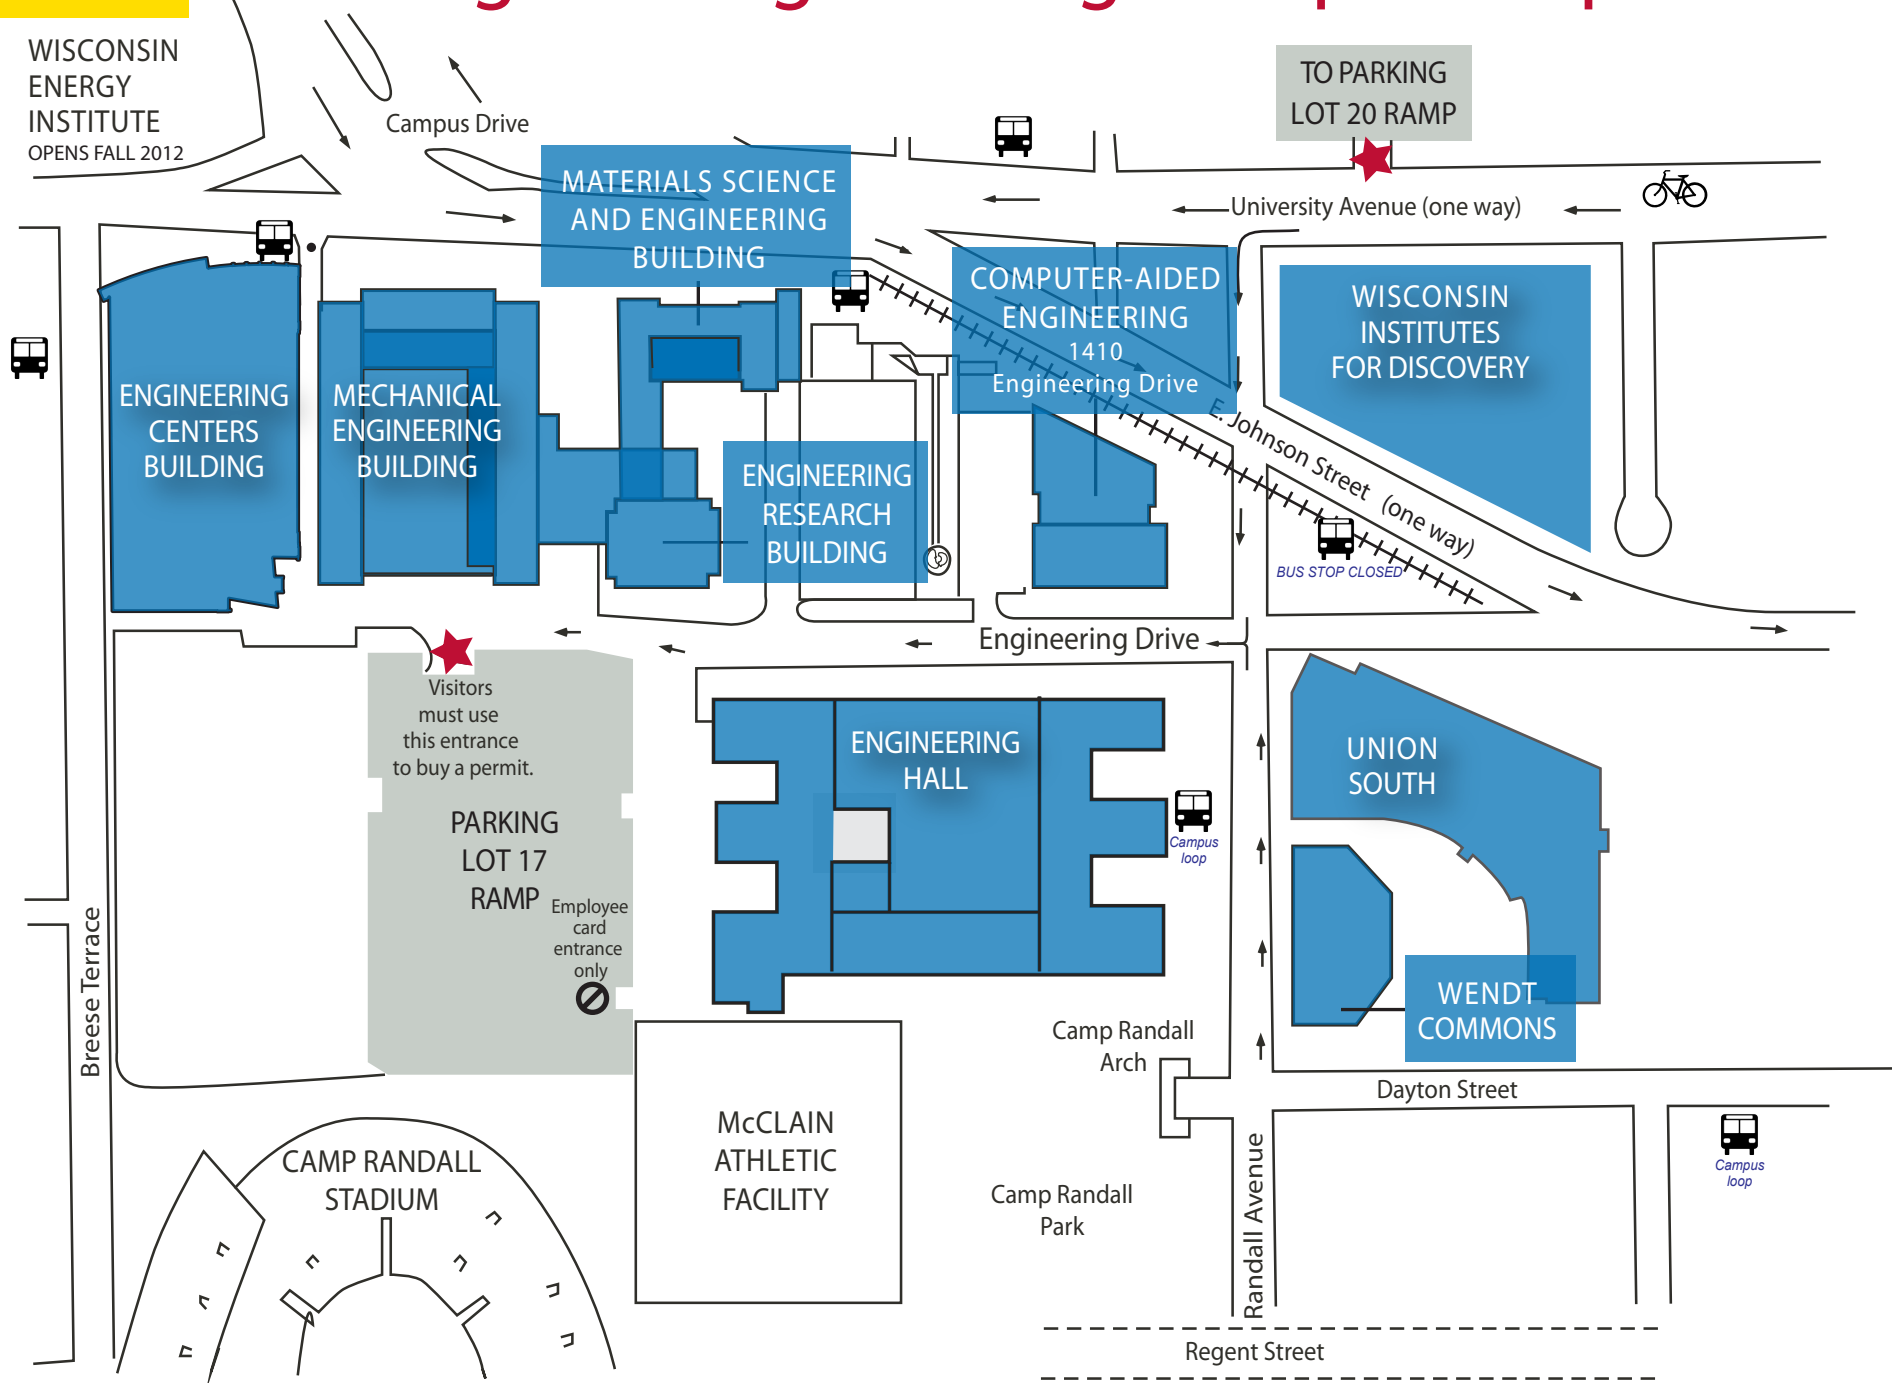 WISCONSIN
ENERGY
INSTITUTE
OPENS FALL 2012
Campus Drive
TO PARKING
LOT 20 RAMP
MATERIALS SCIENCE
AND ENGINEERING
BUILDING
University Avenue (one way)
COMPUTER-AIDED
ENGINEERING
1410
Engineering Drive
WISCONSIN
INSTITUTES
FOR DISCOVERY
ENGINEERING
CENTERS
BUILDING
MECHANICAL
ENGINEERING
BUILDING
ENGINEERING
RESEARCH
BUILDING
E. Johnson Street (one way)
BUS STOP CLOSED
Engineering Drive
Visitors
must use
this entrance
to buy a permit.
PARKING
LOT 17
RAMP
Employee
card
entrance
only
ENGINEERING
HALL
UNION
SOUTH
Campus
loop
Breese Terrace
WENDT
COMMONS
Camp Randall
Arch
Dayton Street
McCLAIN
ATHLETIC
FACILITY
CAMP RANDALL
STADIUM
Camp Randall
Park
Randall Avenue
Campus
loop
Regent Street